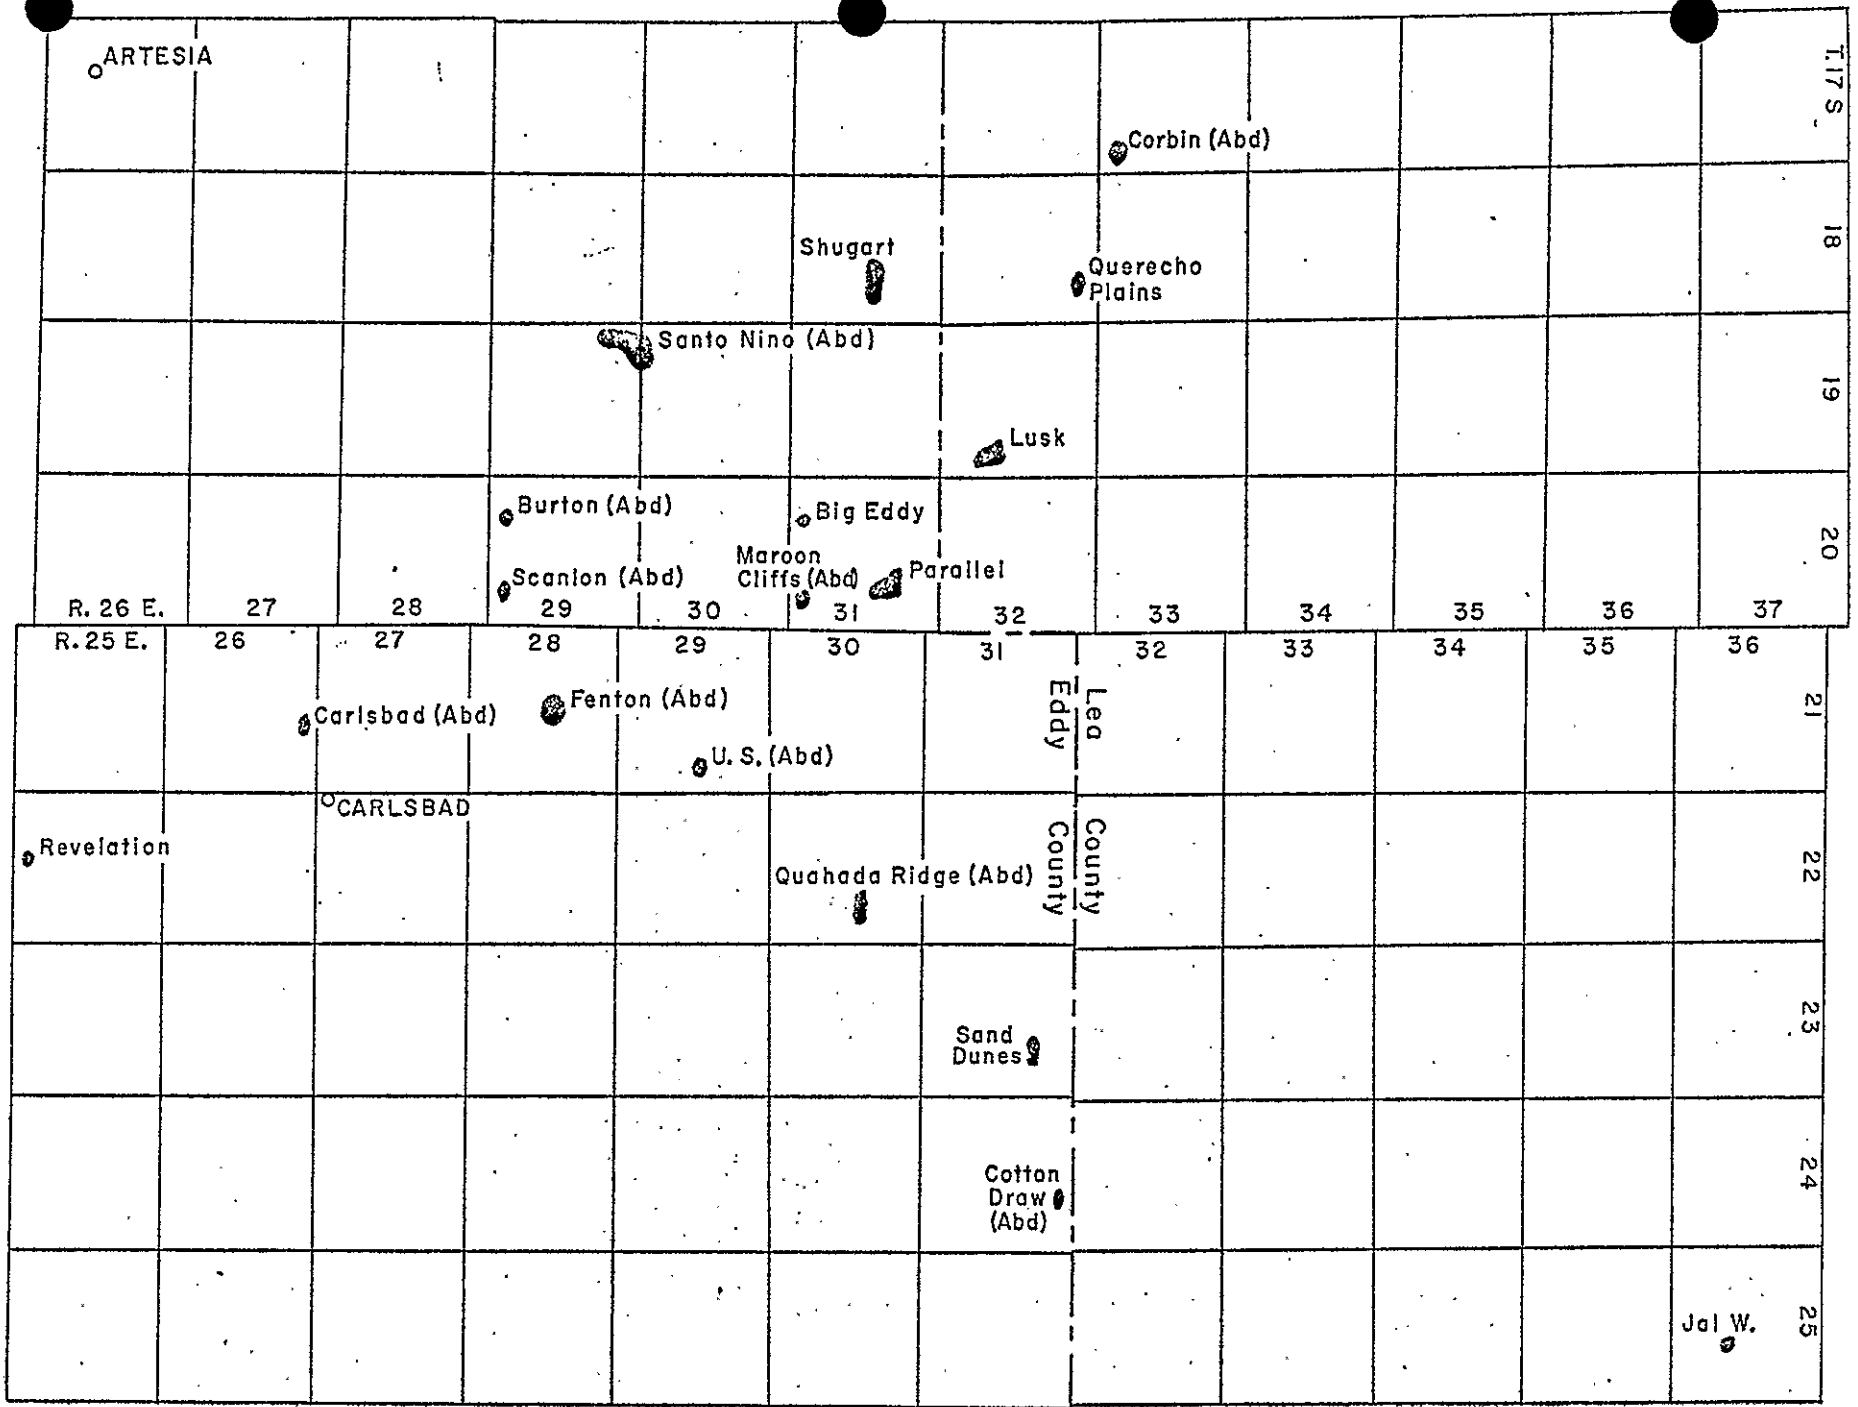 ARTESIA
T. 17 S
Corbin (Abd)
18
Shugart
Querecho
Plains
Santo Nino (Abd)
19
Lusk
Burton (Abd)
Big Eddy
20
Maroon
Cliffs (Abd)
Parallel
Scanlon (Abd)
R. 26 E. 27 28 29 30 31 32 33 34 35 36 37
R. 25 E. 26 27 28 29 30 31 32 33 34 35 36
21
Carlsbad (Abd)
Fenton (Abd)
U. S. (Abd)
Eddy County
Lea County
CARLSBAD
Revelation
22
Quahada Ridge (Abd)
23
Sand
Dunes
24
Cotton
Draw
(Abd)
25
Jal W.